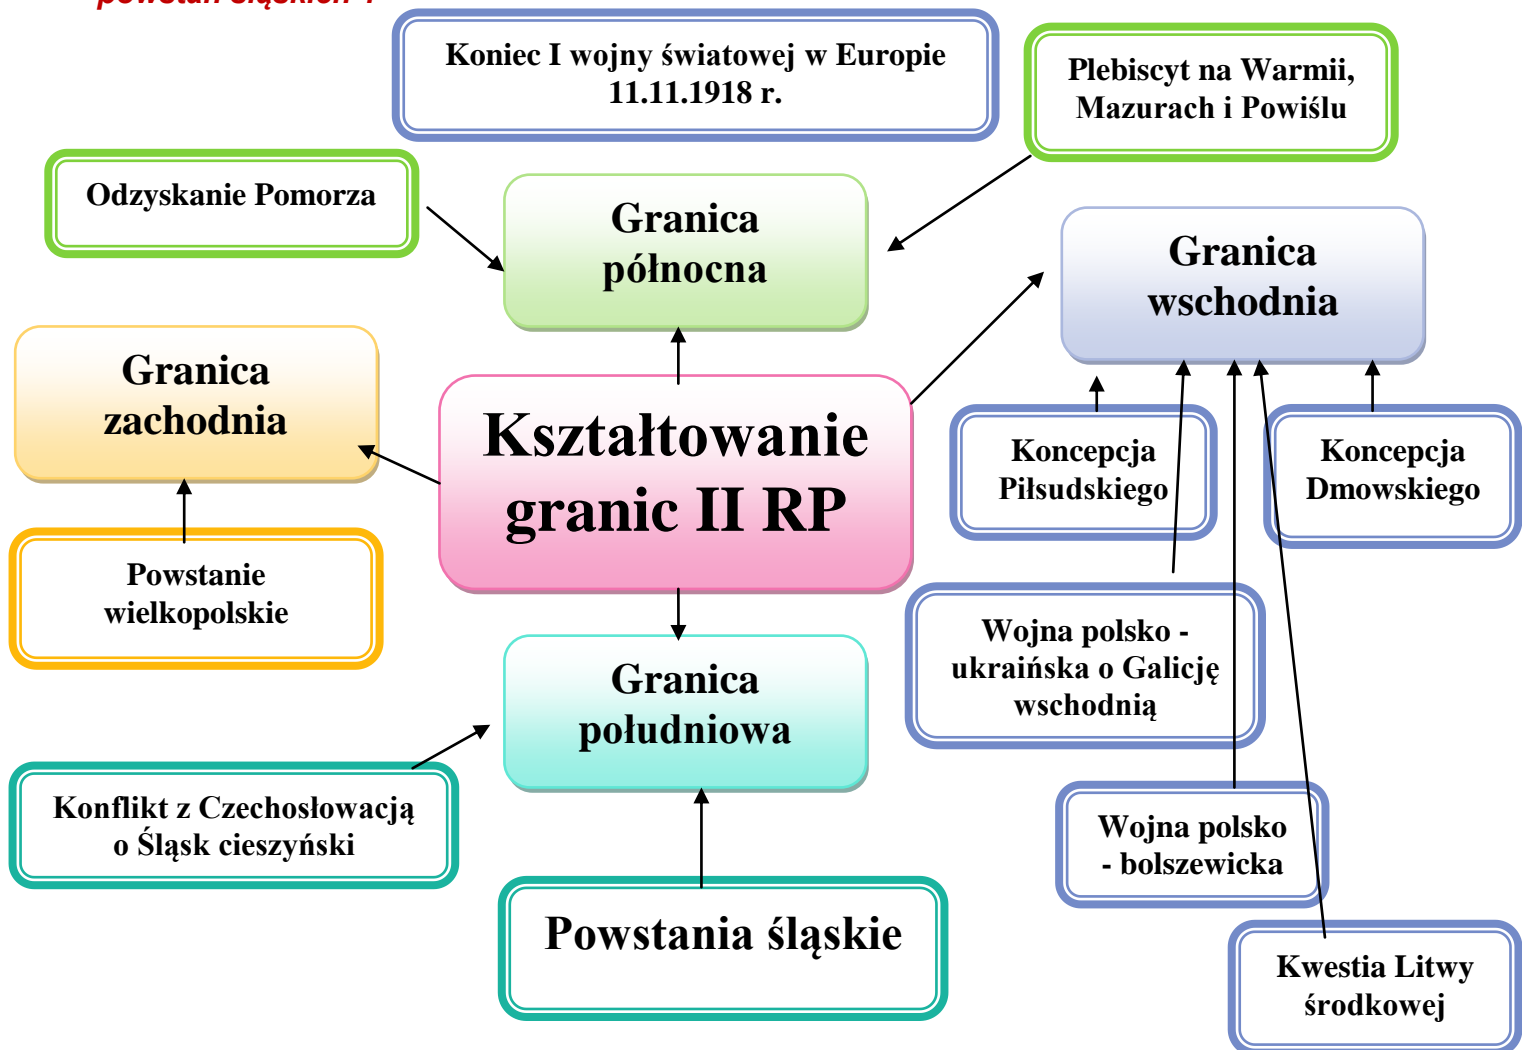 powstań śląskich ?
Koniec I wojny światowej w Europie
11.11.1918 r.
Plebiscyt na Warmii,
Mazurach i Powiślu
Odzyskanie Pomorza
Granica
północna
Granica
wschodnia
Granica
zachodnia
Kształtowanie
granic II RP
Koncepcja
Piłsudskiego
Koncepcja
Dmowskiego
Powstanie
wielkopolskie
Wojna polsko -
ukraińska o Galicję
wschodnią
Granica
południowa
Konflikt z Czechosłowacją
o Śląsk cieszyński
Wojna polsko
- bolszewicka
Powstania śląskie
Kwestia Litwy
środkowej